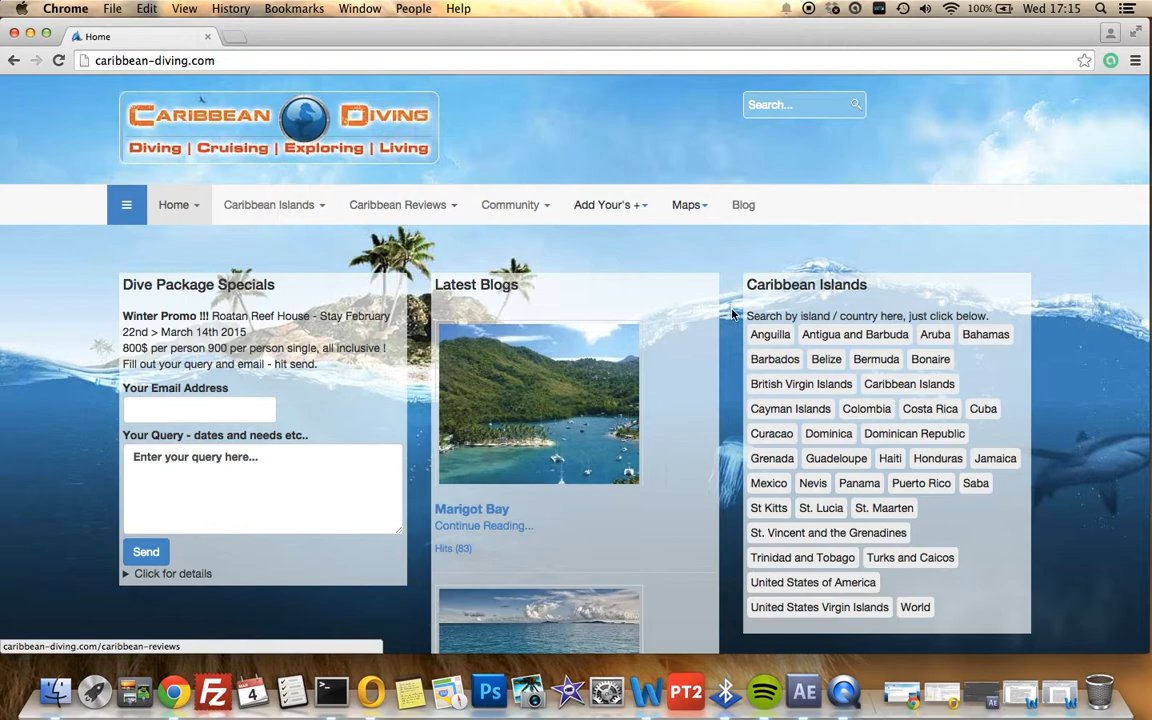 Chrome File Edit View History Bookmarks Window People Help 100% Wed 17:15
Home
caribbean-diving.com
CARIBBEAN DIVING
Diving | Cruising | Exploring | Living
Search...
Home Caribbean Islands Caribbean Reviews Community Add Your's + Maps Blog
Dive Package Specials
Winter Promo !!! Roatan Reef House - Stay February
22nd > March 14th 2015
800$ per person 900 per person single, all inclusive !
Fill out your query and email - hit send.
Your Email Address
Your Query - dates and needs etc..
Enter your query here...
Send
Click for details
Latest Blogs
Marigot Bay
Continue Reading...
Hits (83)
Caribbean Islands
Search by island / country here, just click below.
Anguilla Antigua and Barbuda Aruba Bahamas
Barbados Belize Bermuda Bonaire
British Virgin Islands Caribbean Islands
Cayman Islands Colombia Costa Rica Cuba
Curacao Dominica Dominican Republic
Grenada Guadeloupe Haiti Honduras Jamaica
Mexico Nevis Panama Puerto Rico Saba
St Kitts St. Lucia St. Maarten
St. Vincent and the Grenadines
Trinidad and Tobago Turks and Caicos
United States of America
United States Virgin Islands World
caribbean-diving.com/caribbean-reviews
Fz 4 Ps W PT2 AE